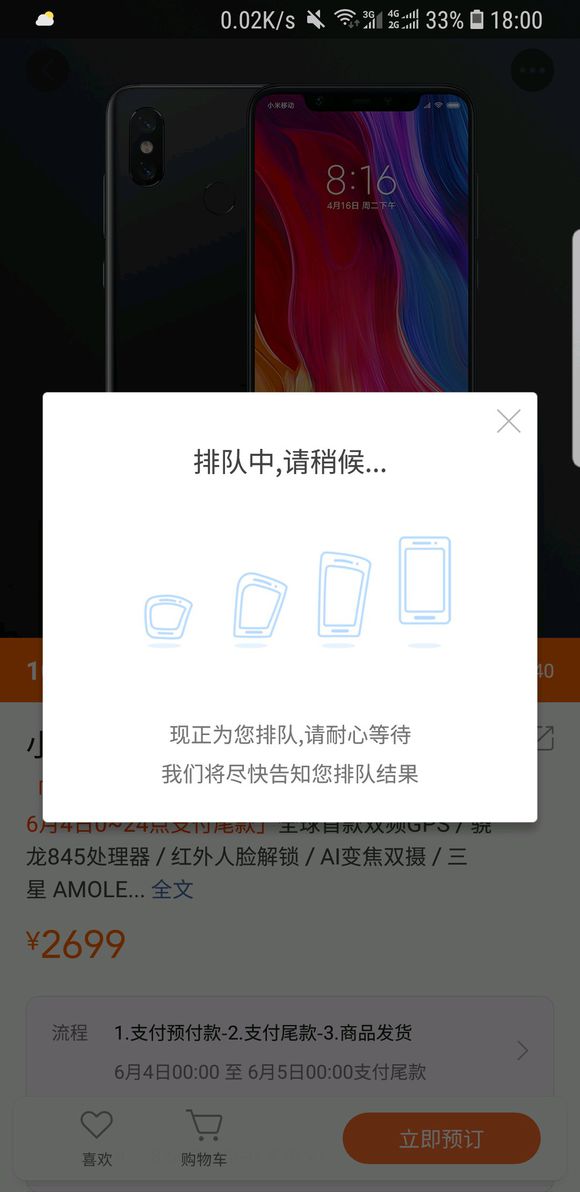 0.02K/s 3G 4G 2G 33% 18:00
小米移动
8:16
4月16日 周二下午
排队中,请稍候...
现正为您排队,请耐心等待
我们将尽快告知您排队结果
1
40
小
6月4日0~24点支付尾款」全球首款双频GPS / 骁
龙845处理器 / 红外人脸解锁 / AI变焦双摄 / 三
星 AMOLE... 全文
¥2699
流程 1.支付预付款-2.支付尾款-3.商品发货
6月4日00:00 至 6月5日00:00支付尾款
喜欢
购物车
立即预订